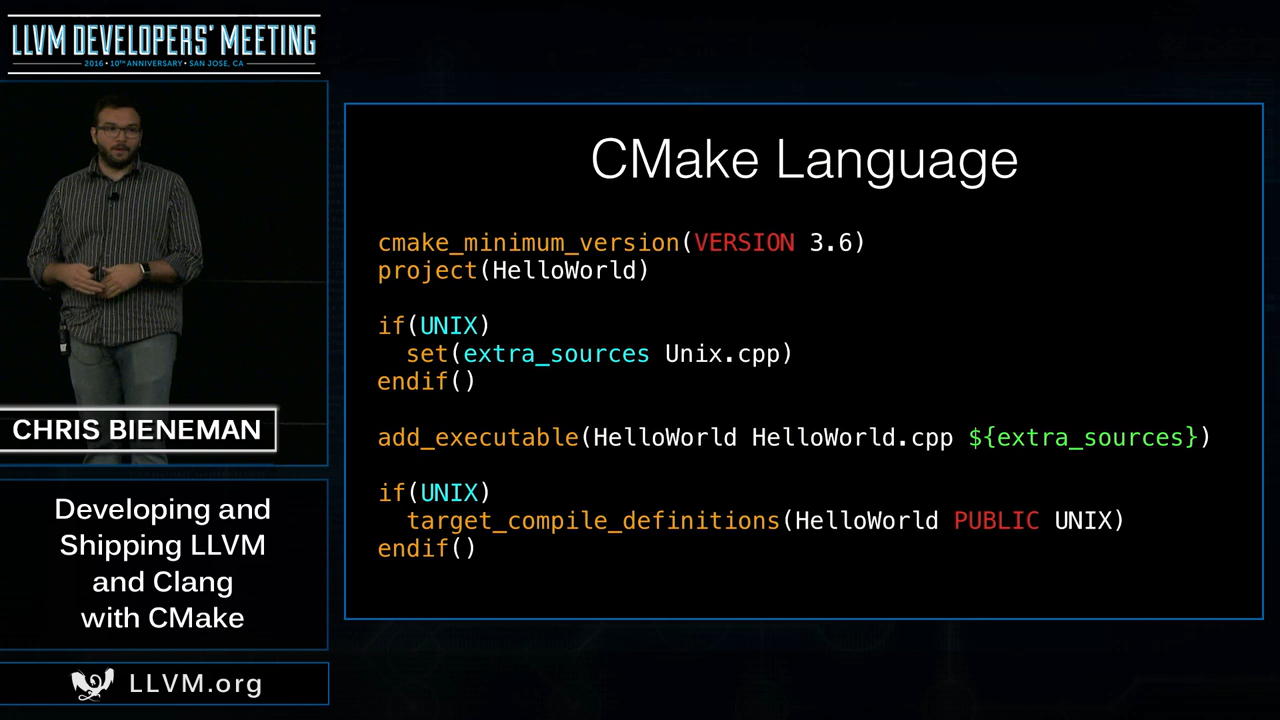 LLVM DEVELOPERS' MEETING
2016 • 10TH ANNIVERSARY • SAN JOSE, CA
CHRIS BIENEMAN
Developing and
Shipping LLVM
and Clang
with CMake
LLVM.org
CMake Language
cmake_minimum_version(VERSION 3.6)
project(HelloWorld)
if(UNIX)
  set(extra_sources Unix.cpp)
endif()
add_executable(HelloWorld HelloWorld.cpp ${extra_sources})
if(UNIX)
  target_compile_definitions(HelloWorld PUBLIC UNIX)
endif()